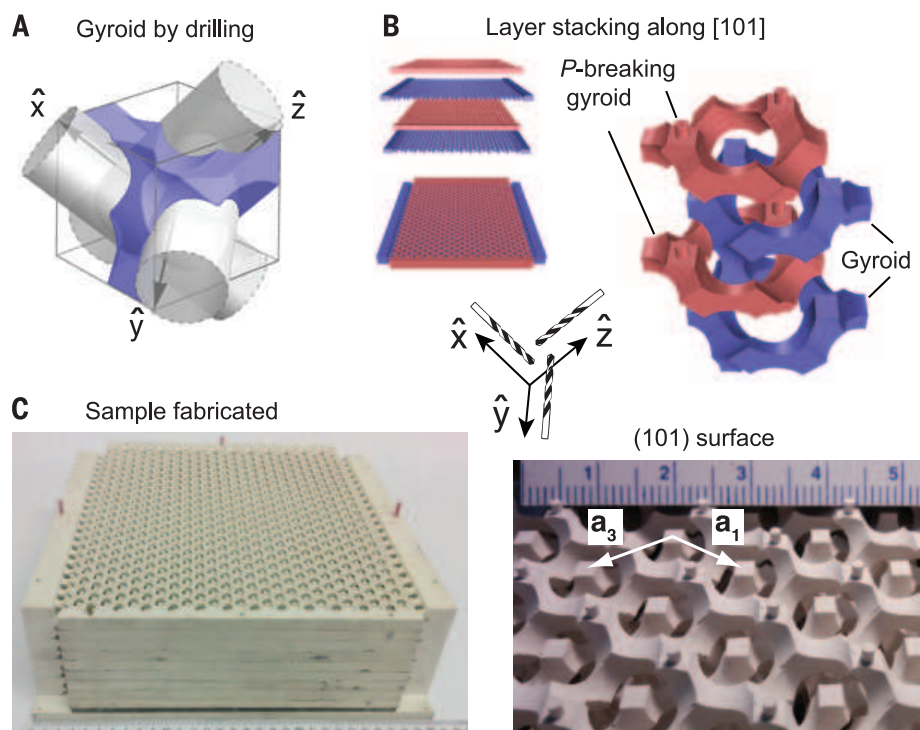 A Gyroid by drilling
x̂
ẑ
ŷ
B Layer stacking along [101]
P-breaking
gyroid
Gyroid
x̂
ẑ
ŷ
C Sample fabricated
(101) surface
1 2 3 4 5
a3 a1